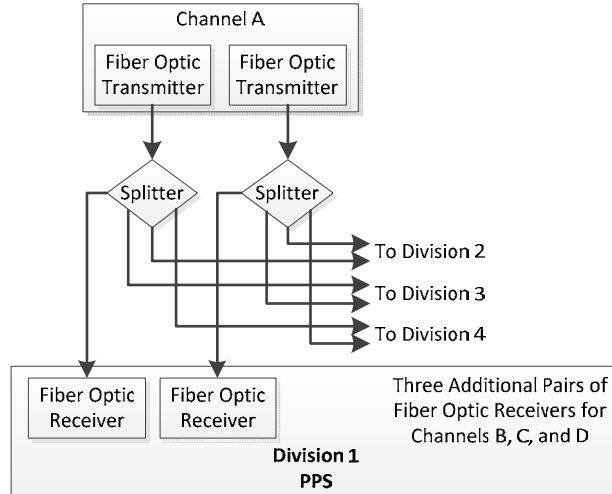 Channel A
Fiber Optic
Transmitter
Fiber Optic
Transmitter
Splitter
Splitter
To Division 2
To Division 3
To Division 4
Fiber Optic
Receiver
Fiber Optic
Receiver
Three Additional Pairs of
Fiber Optic Receivers for
Channels B, C, and D
Division 1
PPS